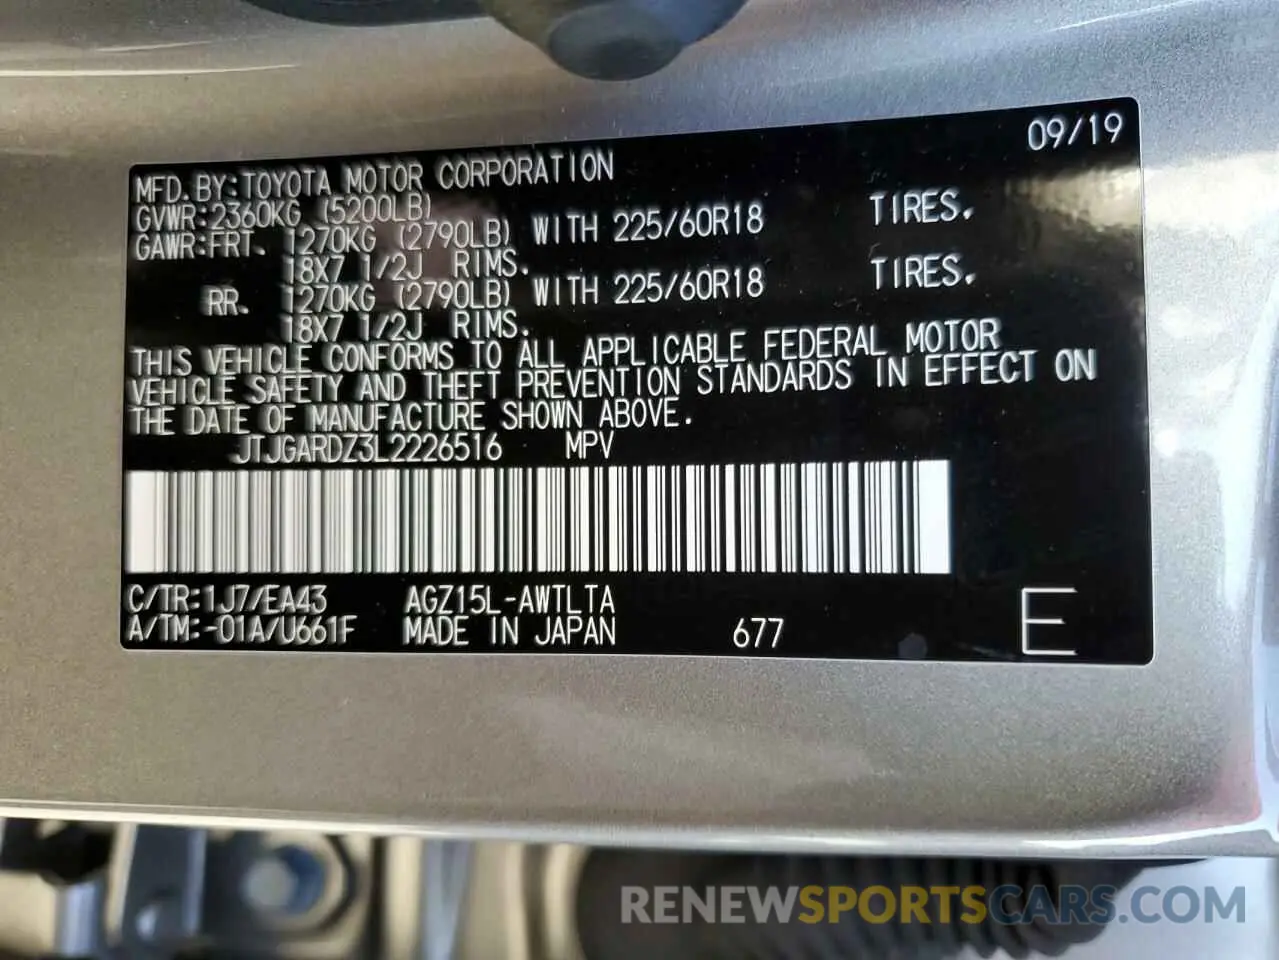 09/19
MFD. BY:TOYOTA MOTOR CORPORATION
GVWR:2360KG (5200LB)
GAWR:FRT. 1270KG (2790LB) WITH 225/60R18 TIRES.
18X7 1/2J RIMS.
RR. 1270KG (2790LB) WITH 225/60R18 TIRES.
18X7 1/2J RIMS.
THIS VEHICLE CONFORMS TO ALL APPLICABLE FEDERAL MOTOR
VEHICLE SAFETY AND THEFT PREVENTION STANDARDS IN EFFECT ON
THE DATE OF MANUFACTURE SHOWN ABOVE.
JTJGARDZ3L2226516 MPV
C/TR:1J7/EA43 AGZ15L-AWTLTA
A/TM:-01A/U661F MADE IN JAPAN 677 E
RENEWSPORTSCARS.COM